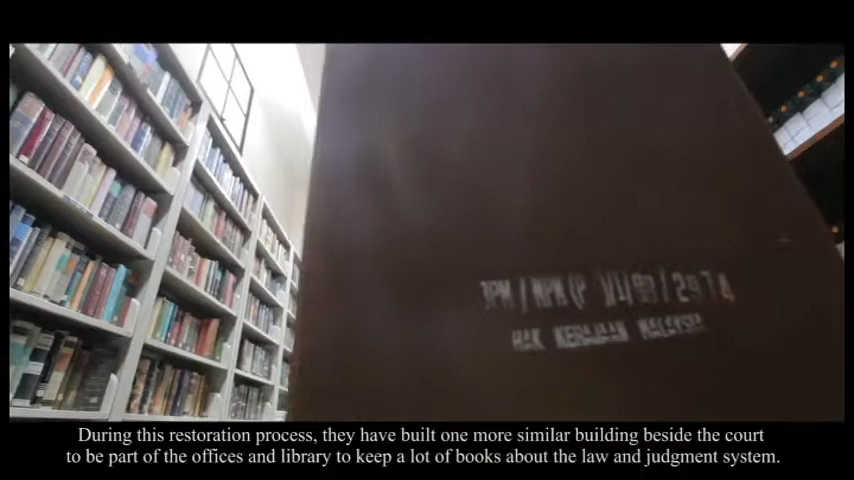 HAK KERAJAAN MALAYSIA
During this restoration process, they have built one more similar building beside the court
to be part of the offices and library to keep a lot of books about the law and judgment system.